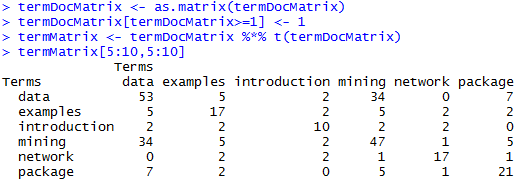 > termDocMatrix <- as.matrix(termDocMatrix)
> termDocMatrix[termDocMatrix>=1] <- 1
> termMatrix <- termDocMatrix %*% t(termDocMatrix)
> termMatrix[5:10,5:10]
Terms
Terms data examples introduction mining network package
data 53 5 2 34 0 7
examples 5 17 2 5 2 2
introduction 2 2 10 2 2 0
mining 34 5 2 47 1 5
network 0 2 2 1 17 1
package 7 2 0 5 1 21